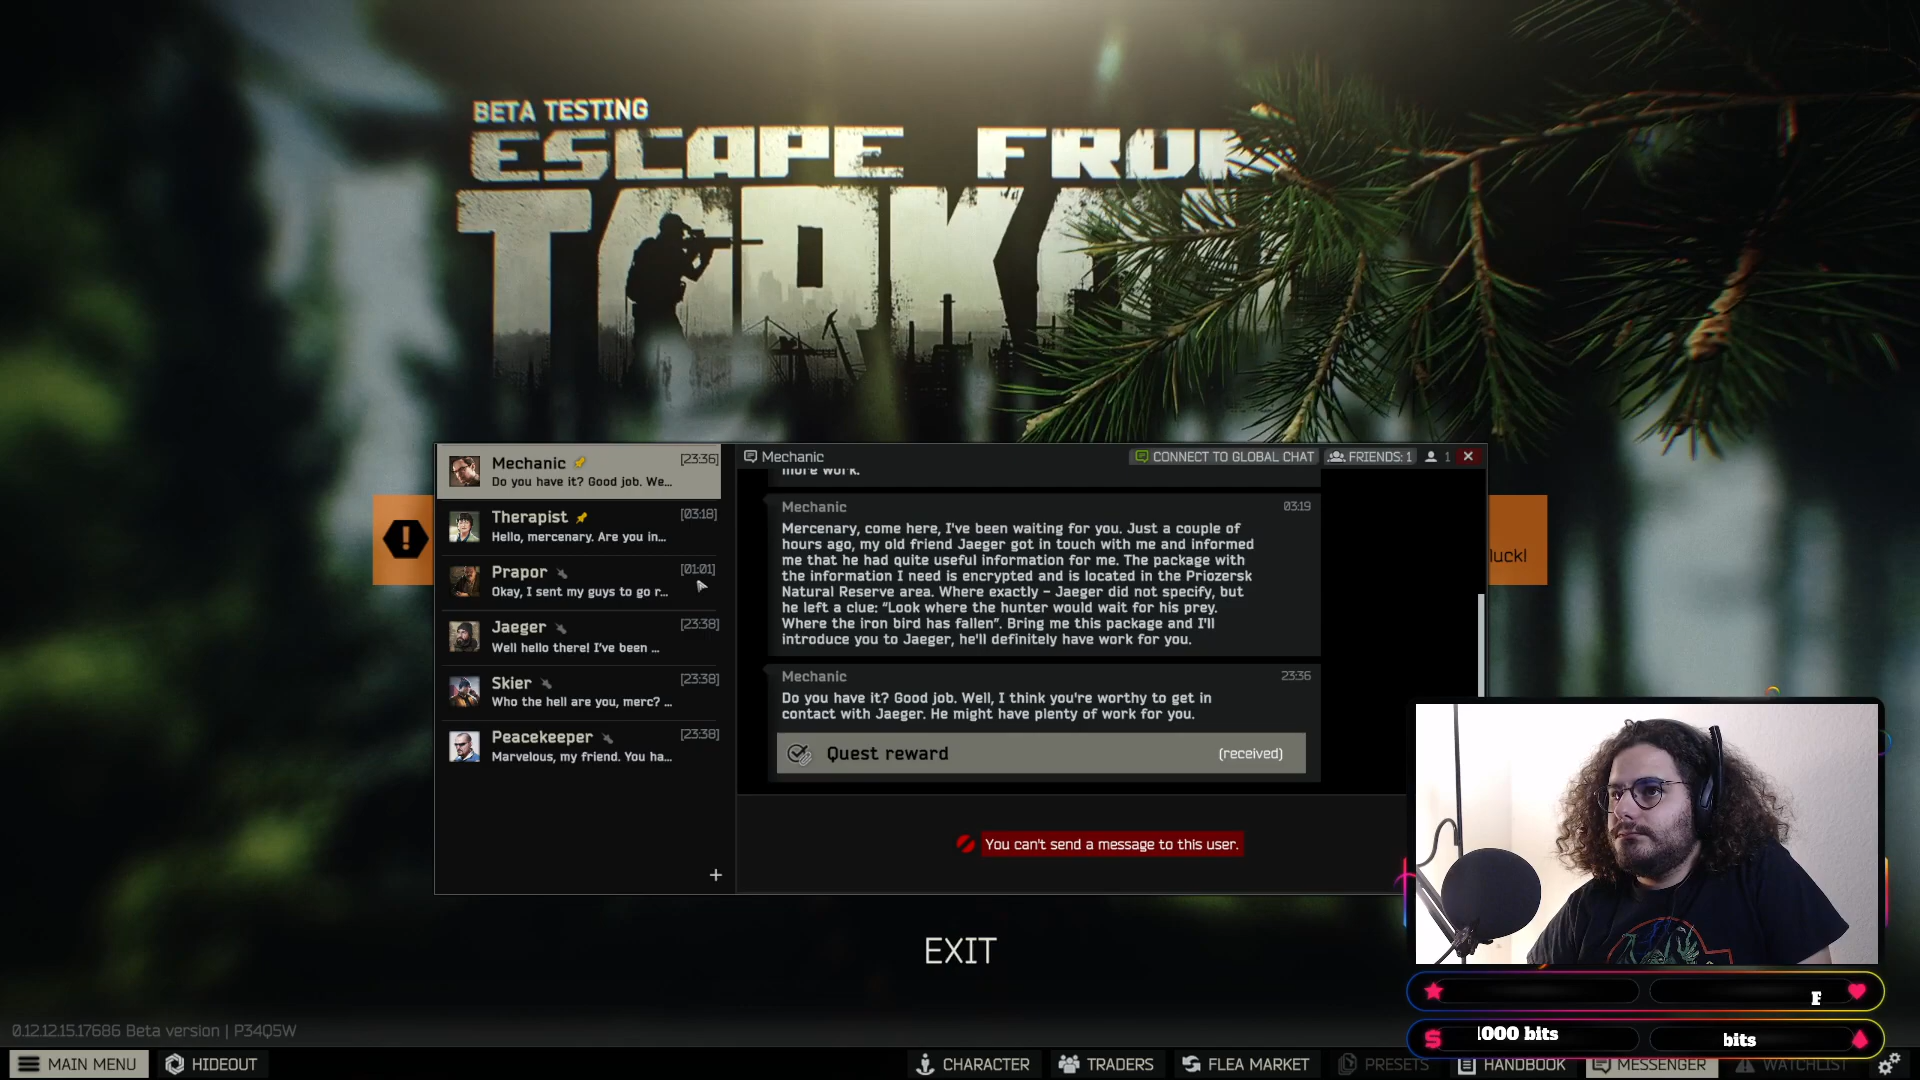 BETA TESTING
ESCAPE FROM
TARKOV
Mechanic
[23:36]
Do you have it? Good job. We...
Therapist
[03:18]
Hello, mercenary. Are you in...
Prapor
[01:01]
Okay, I sent my guys to go r...
Jaeger
[23:38]
Well hello there! I've been ...
Skier
[23:38]
Who the hell are you, merc? ...
Peacekeeper
[23:38]
Marvelous, my friend. You ha...
+
Mechanic
CONNECT TO GLOBAL CHAT
FRIENDS: 1
1
more work.
Mechanic
03:19
Mercenary, come here, I've been waiting for you. Just a couple of
hours ago, my old friend Jaeger got in touch with me and informed
me that he had quite useful information for me. The package with
the information I need is encrypted and is located in the Priozersk
Natural Reserve area. Where exactly – Jaeger did not specify, but
he left a clue: “Look where the hunter would wait for his prey.
Where the iron bird has fallen”. Bring me this package and I'll
introduce you to Jaeger, he'll definitely have work for you.
Mechanic
23:36
Do you have it? Good job. Well, I think you're worthy to get in
contact with Jaeger. He might have plenty of work for you.
Quest reward
(received)
You can't send a message to this user.
luck!
EXIT
0.12.12.15.17686 Beta version | P34Q5W
F
1000 bits
bits
MAIN MENU
HIDEOUT
CHARACTER
TRADERS
FLEA MARKET
PRESETS
HANDBOOK
MESSENGER
WATCHLIST